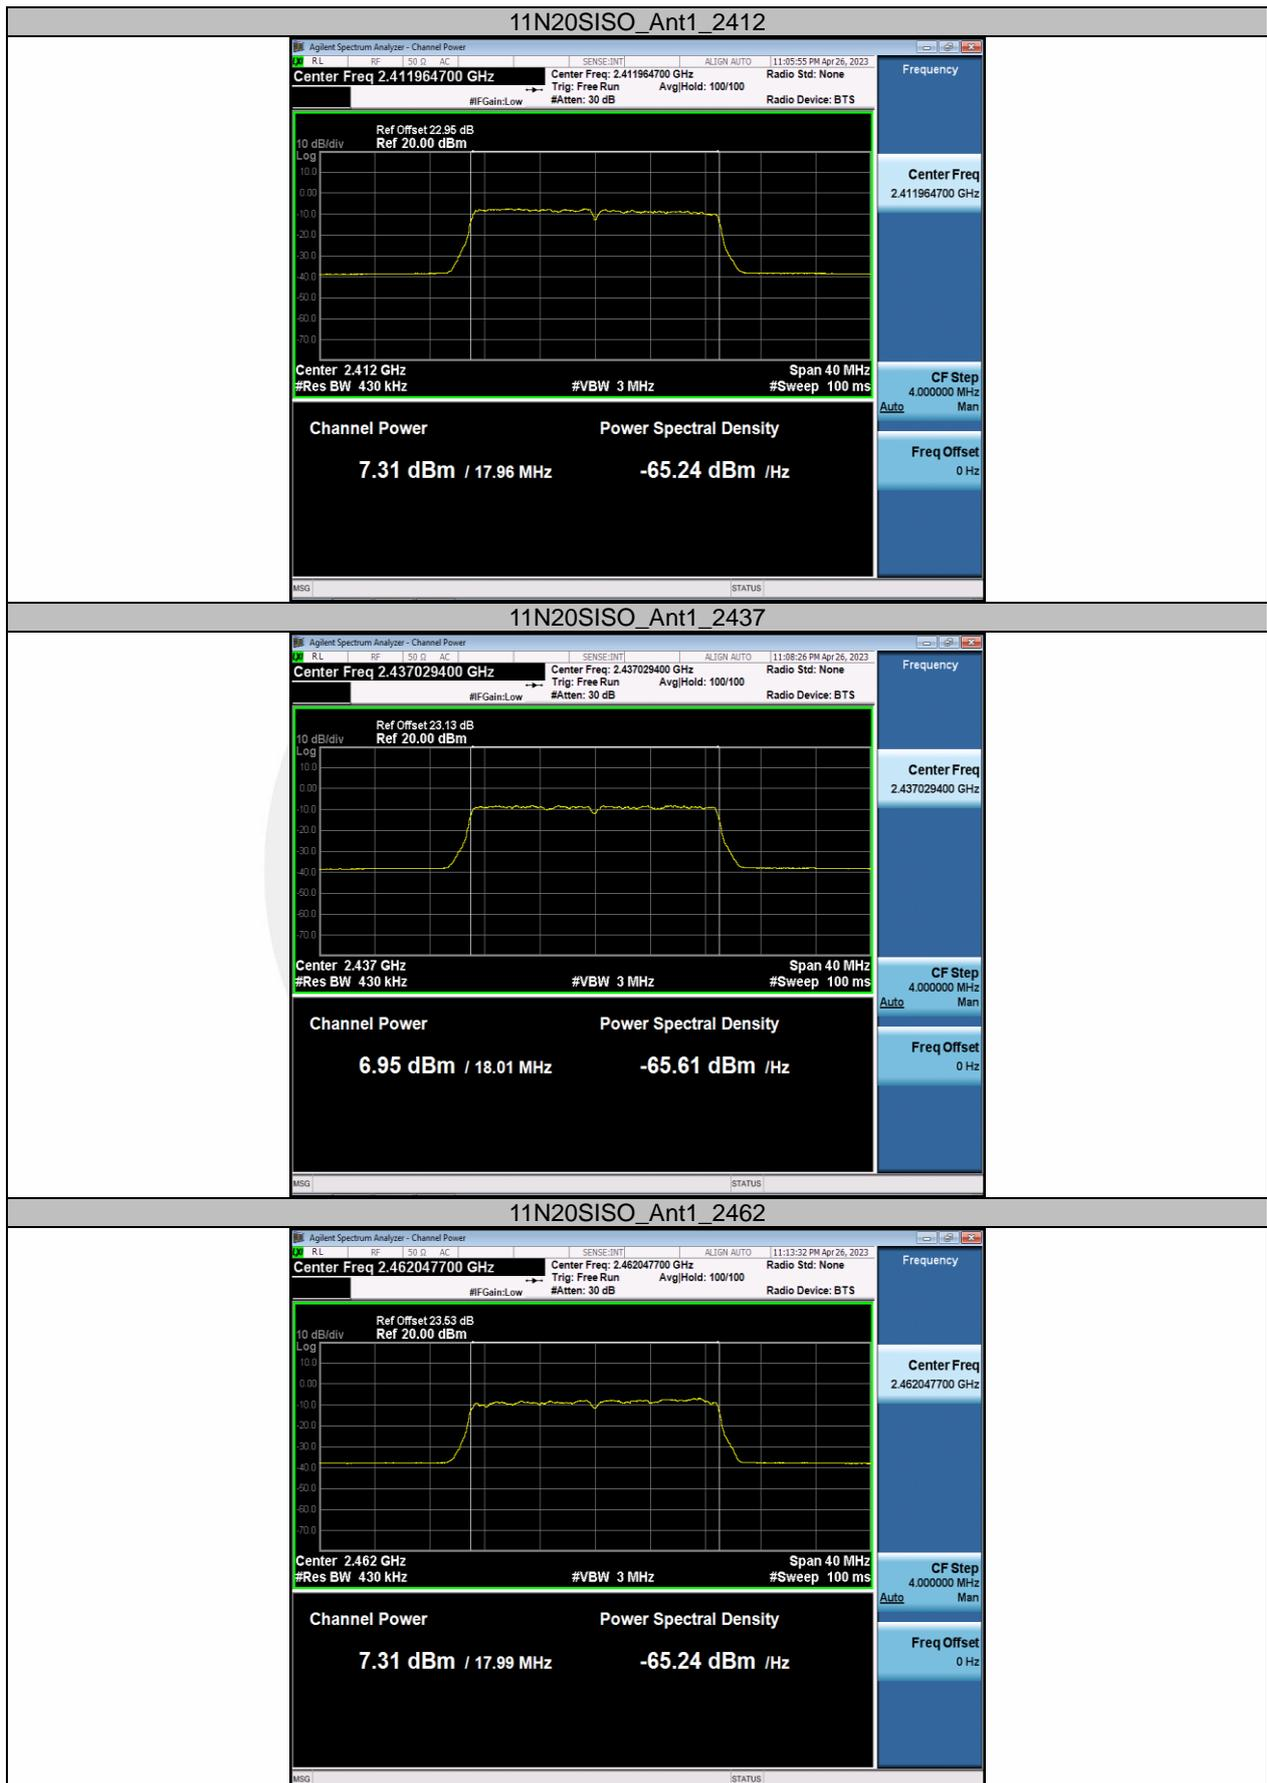 11N20SISO_Ant1_2412
Agilent Spectrum Analyzer - Channel Power
LXI RL RF 50 Ω AC SENSE:INT ALIGN AUTO 11:05:55 PM Apr 26, 2023
Center Freq 2.411964700 GHz
Center Freq: 2.411964700 GHz Radio Std: None
Trig: Free Run Avg|Hold: 100/100
#IFGain:Low #Atten: 30 dB Radio Device: BTS
Frequency
Ref Offset 22.95 dB
10 dB/div Ref 20.00 dBm
Log
10.0
0.00
-10.0
-20.0
-30.0
-40.0
-50.0
-60.0
-70.0
Center Freq
2.411964700 GHz
Center 2.412 GHz Span 40 MHz
#Res BW 430 kHz #VBW 3 MHz #Sweep 100 ms
CF Step
4.000000 MHz
Auto Man
Freq Offset
0 Hz
Channel Power Power Spectral Density
7.31 dBm / 17.96 MHz -65.24 dBm /Hz
MSG STATUS
11N20SISO_Ant1_2437
Agilent Spectrum Analyzer - Channel Power
LXI RL RF 50 Ω AC SENSE:INT ALIGN AUTO 11:08:26 PM Apr 26, 2023
Center Freq 2.437029400 GHz
Center Freq: 2.437029400 GHz Radio Std: None
Trig: Free Run Avg|Hold: 100/100
#IFGain:Low #Atten: 30 dB Radio Device: BTS
Frequency
Ref Offset 23.13 dB
10 dB/div Ref 20.00 dBm
Log
10.0
0.00
-10.0
-20.0
-30.0
-40.0
-50.0
-60.0
-70.0
Center Freq
2.437029400 GHz
Center 2.437 GHz Span 40 MHz
#Res BW 430 kHz #VBW 3 MHz #Sweep 100 ms
CF Step
4.000000 MHz
Auto Man
Freq Offset
0 Hz
Channel Power Power Spectral Density
6.95 dBm / 18.01 MHz -65.61 dBm /Hz
MSG STATUS
11N20SISO_Ant1_2462
Agilent Spectrum Analyzer - Channel Power
LXI RL RF 50 Ω AC SENSE:INT ALIGN AUTO 11:13:32 PM Apr 26, 2023
Center Freq 2.462047700 GHz
Center Freq: 2.462047700 GHz Radio Std: None
Trig: Free Run Avg|Hold: 100/100
#IFGain:Low #Atten: 30 dB Radio Device: BTS
Frequency
Ref Offset 23.53 dB
10 dB/div Ref 20.00 dBm
Log
10.0
0.00
-10.0
-20.0
-30.0
-40.0
-50.0
-60.0
-70.0
Center Freq
2.462047700 GHz
Center 2.462 GHz Span 40 MHz
#Res BW 430 kHz #VBW 3 MHz #Sweep 100 ms
CF Step
4.000000 MHz
Auto Man
Freq Offset
0 Hz
Channel Power Power Spectral Density
7.31 dBm / 17.99 MHz -65.24 dBm /Hz
MSG STATUS